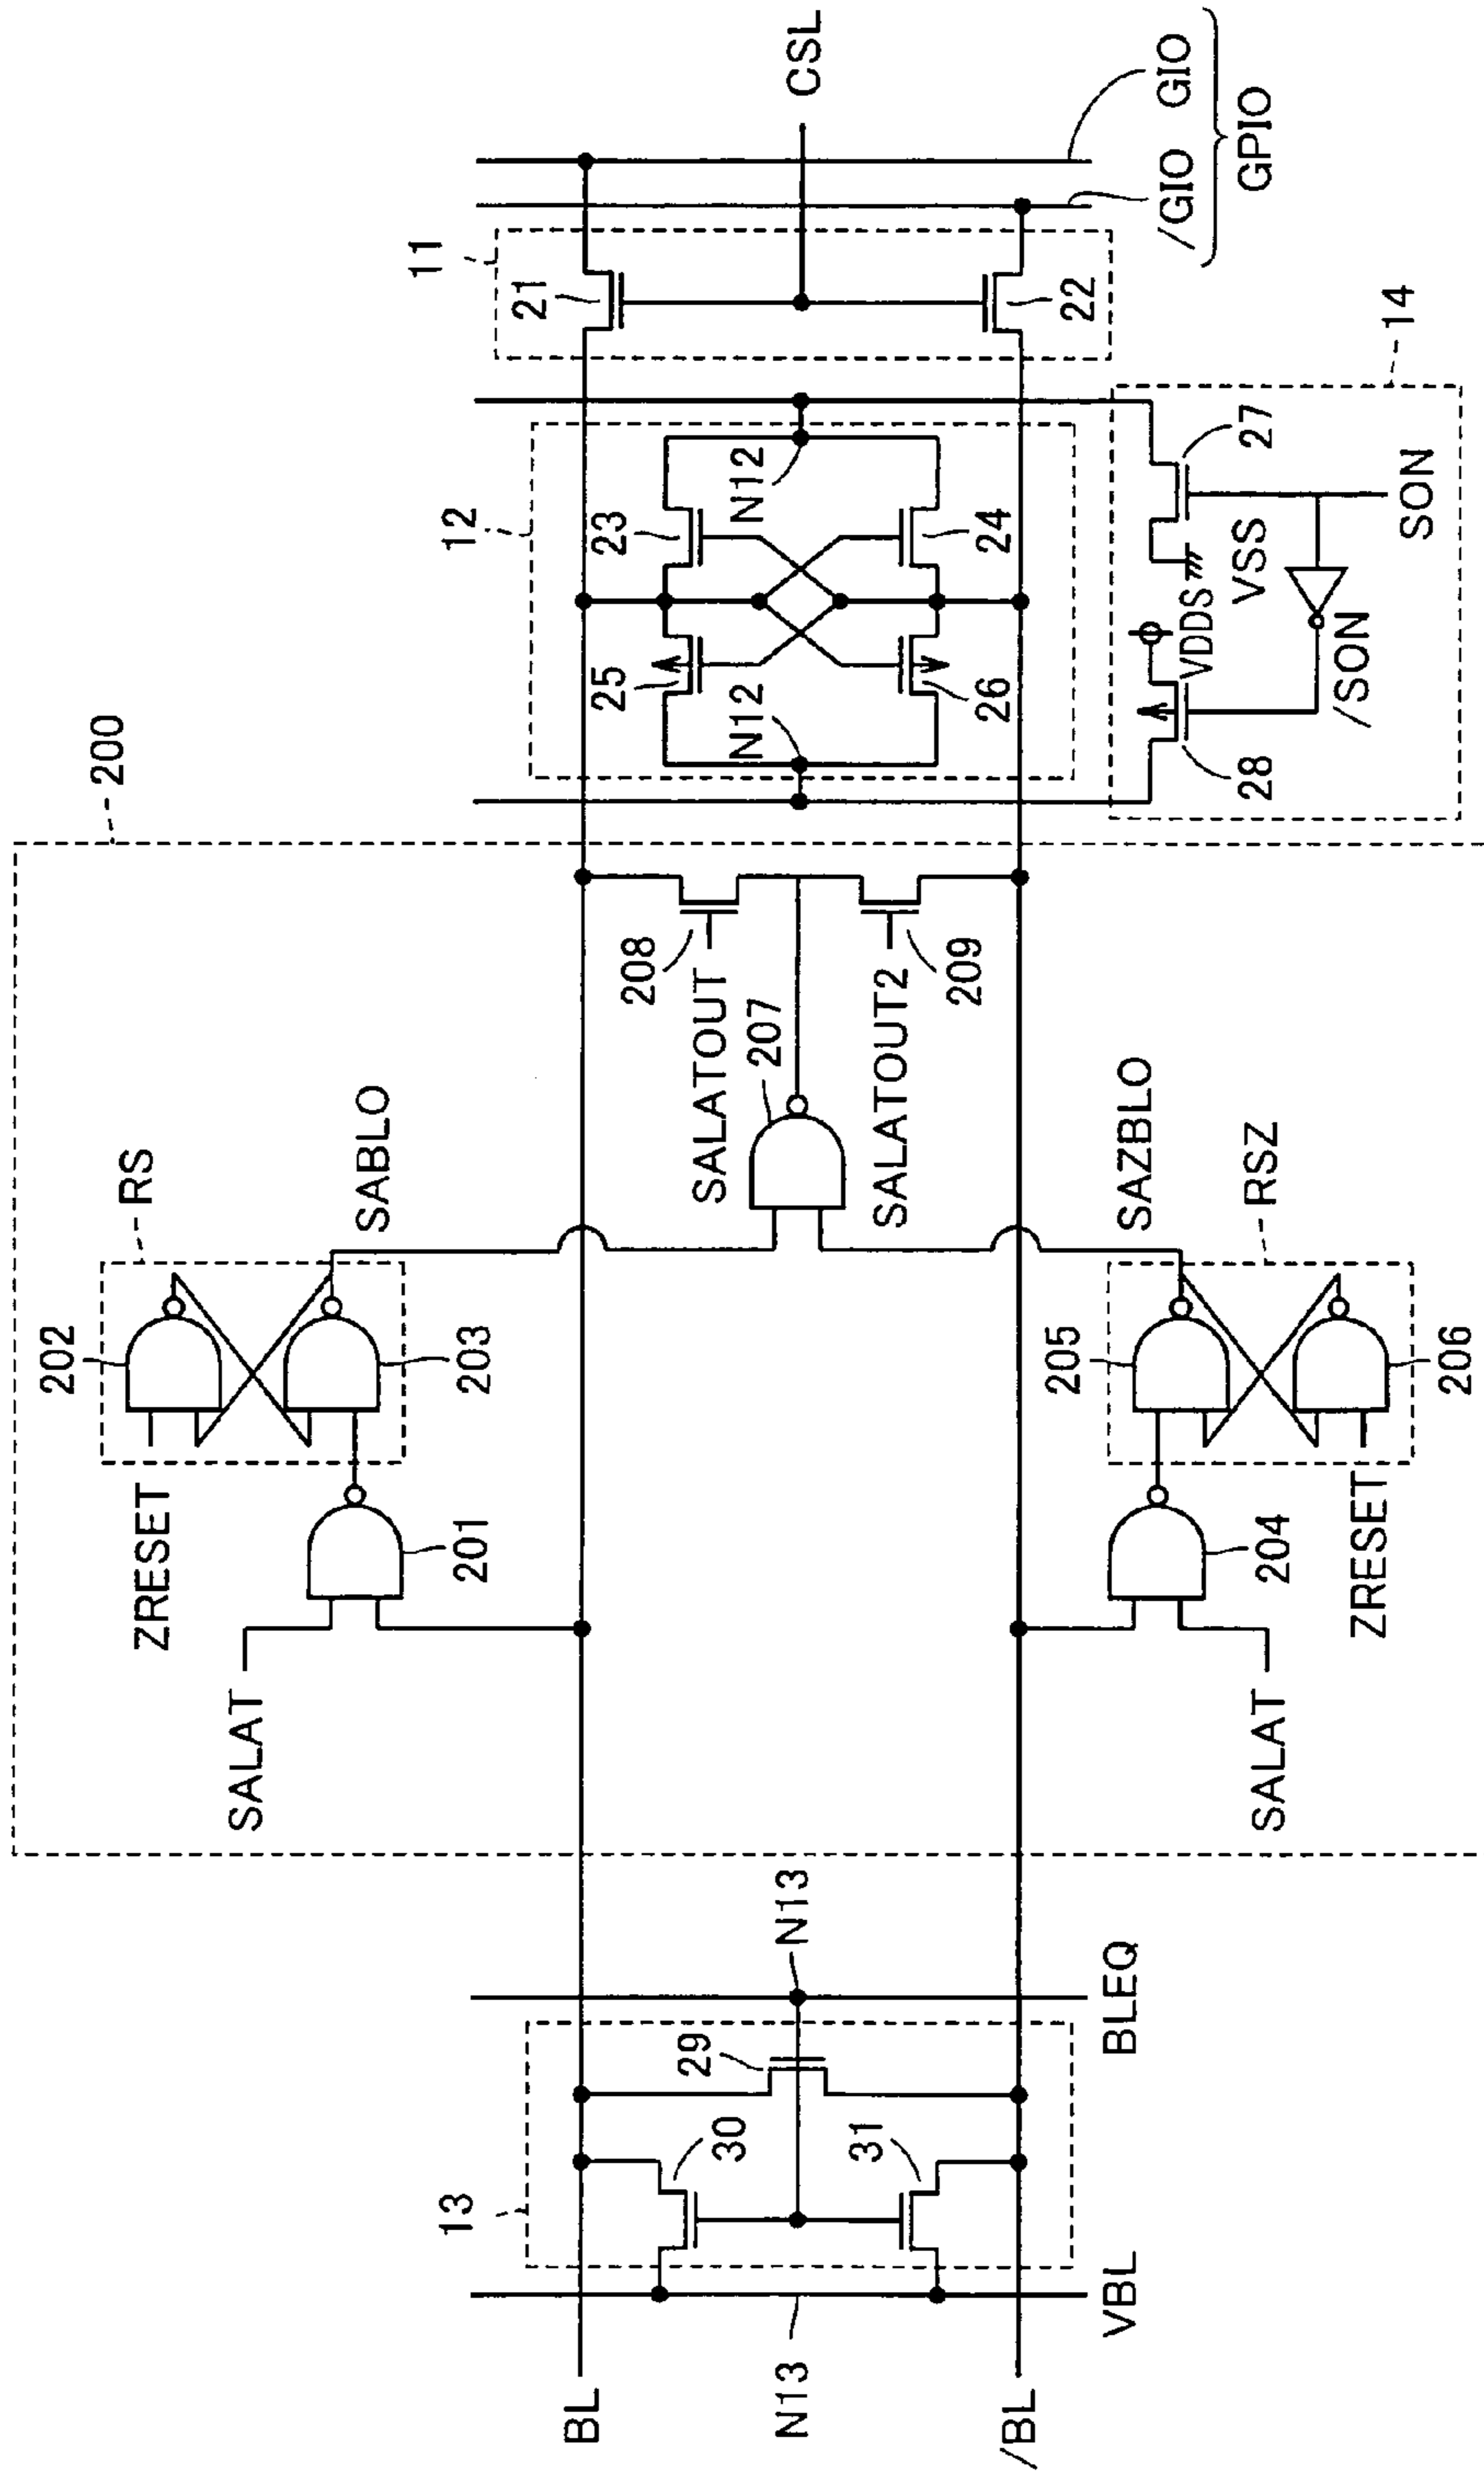 200
RS
202
ZRESET
203
SABLO
SALAT
201
11
21
12
23
N12
25
N12
24
26
CSL
22
/GIO GIO
GPIO
208
SALATOUT
207
SALATOUT2
209
13
30
29
N13
BL
N13
31
/BL
VBL
BLEQ
SAZBLO
RSZ
205
206
204
ZRESET
SALAT
14
27
VDDS
VSS
28
/SON
SON